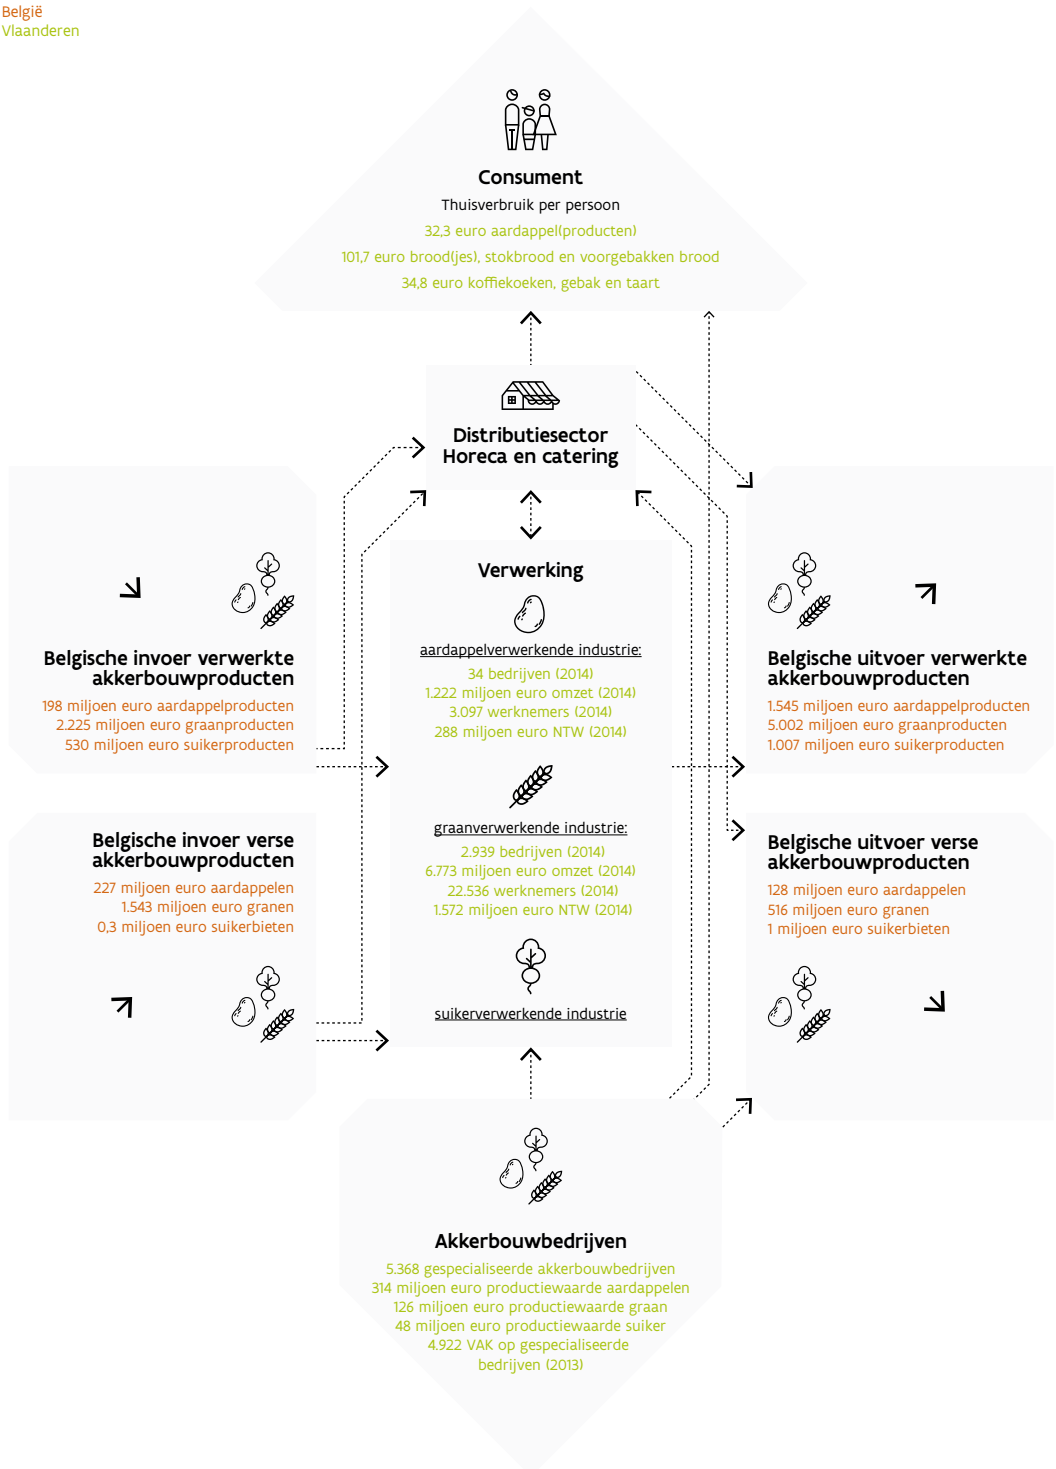 België
Vlaanderen
Consument
Thuisverbruik per persoon
32,3 euro aardappel(producten)
101,7 euro brood(jes), stokbrood en voorgebakken brood
34,8 euro koffiekoeken, gebak en taart
Distributiesector
Horeca en catering
Belgische invoer verwerkte
akkerbouwproducten
198 miljoen euro aardappelproducten
2.225 miljoen euro graanproducten
530 miljoen euro suikerproducten
Belgische invoer verse
akkerbouwproducten
227 miljoen euro aardappelen
1.543 miljoen euro granen
0,3 miljoen euro suikerbieten
Verwerking
aardappelverwerkende industrie:
34 bedrijven (2014)
1.222 miljoen euro omzet (2014)
3.097 werknemers (2014)
288 miljoen euro NTW (2014)
graanverwerkende industrie:
2.939 bedrijven (2014)
6.773 miljoen euro omzet (2014)
22.536 werknemers (2014)
1.572 miljoen euro NTW (2014)
suikerverwerkende industrie
Belgische uitvoer verwerkte
akkerbouwproducten
1.545 miljoen euro aardappelproducten
5.002 miljoen euro graanproducten
1.007 miljoen euro suikerproducten
Belgische uitvoer verse
akkerbouwproducten
128 miljoen euro aardappelen
516 miljoen euro granen
1 miljoen euro suikerbieten
Akkerbouwbedrijven
5.368 gespecialiseerde akkerbouwbedrijven
314 miljoen euro productiewaarde aardappelen
126 miljoen euro productiewaarde graan
48 miljoen euro productiewaarde suiker
4.922 VAK op gespecialiseerde
bedrijven (2013)